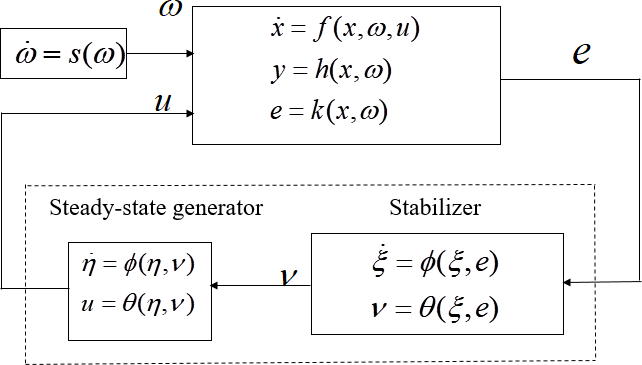 ω
ω̇ = s(ω)
ẋ = f(x,ω,u)
y = h(x,ω)
e = k(x,ω)
e
u
Steady-state generator
Stabilizer
η̇ = ϕ(η,ν)
u = θ(η,ν)
ν
ξ̇ = ϕ(ξ,e)
ν = θ(ξ,e)